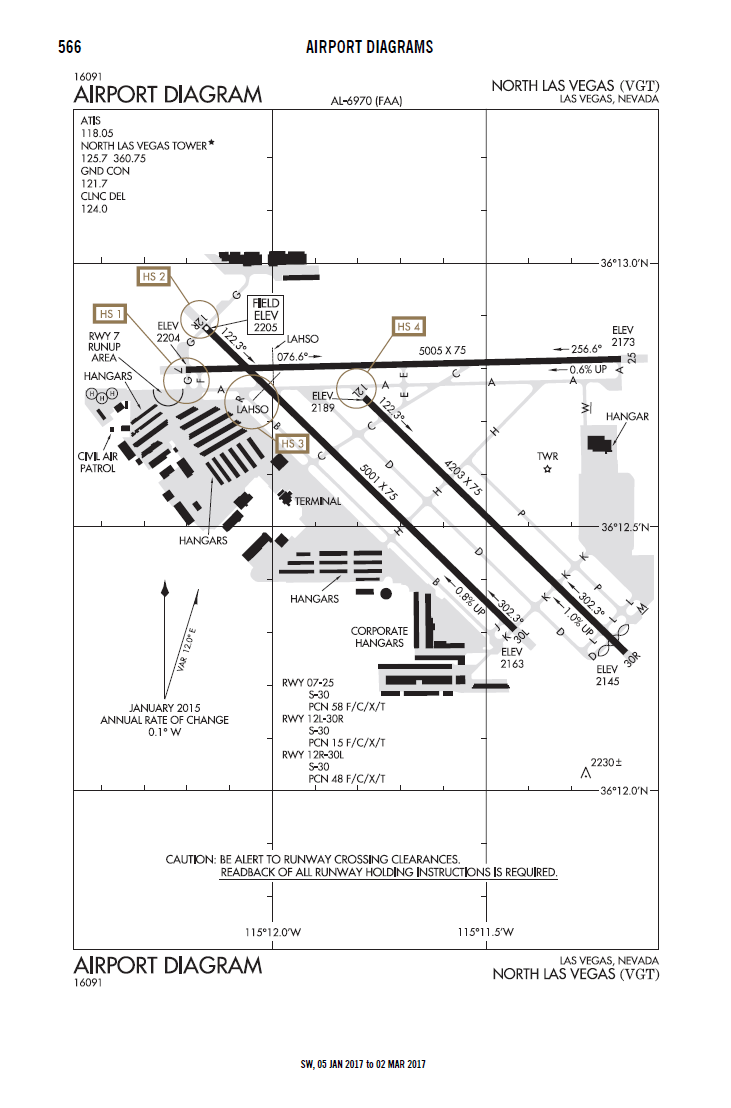 566
AIRPORT DIAGRAMS
16091
AIRPORT DIAGRAM
AL-6970 (FAA)
NORTH LAS VEGAS (VGT)
LAS VEGAS, NEVADA
ATIS
118.05
NORTH LAS VEGAS TOWER★
125.7 360.75
GND CON
121.7
CLNC DEL
124.0
36°13.0'N
HS 2
G
HS 1
FIELD
ELEV
2205
12R
ELEV
2204
G
122.3°
LAHSO
HS 4
RWY 7
RUNUP
AREA
076.6°
5005 X 75
256.6°
ELEV
2173
25
0.6% UP
HANGARS
G
7
F
A
R
LAHSO
ELEV
2189
12L
A
E
E
C
A
A
A
H H H
122.3°
W
HANGAR
CIVIL AIR
PATROL
B
HS 3
C
C
H
D
5001 X 75
4203 X 75
H
TWR
TERMINAL
P
36°12.5'N
HANGARS
H
D
K
K
P
HANGARS
B
0.8% UP
302.3°
K
302.3°
1.0% UP
L
M
VAR 12.0° E
CORPORATE
HANGARS
K
30L
D
L
L
D
30R
ELEV
2163
ELEV
2145
JANUARY 2015
ANNUAL RATE OF CHANGE
0.1° W
RWY 07-25
S-30
PCN 58 F/C/X/T
RWY 12L-30R
S-30
PCN 15 F/C/X/T
RWY 12R-30L
S-30
PCN 48 F/C/X/T
2230±
36°12.0'N
CAUTION: BE ALERT TO RUNWAY CROSSING CLEARANCES.
READBACK OF ALL RUNWAY HOLDING INSTRUCTIONS IS REQUIRED.
115°12.0'W
115°11.5'W
AIRPORT DIAGRAM
16091
LAS VEGAS, NEVADA
NORTH LAS VEGAS (VGT)
SW, 05 JAN 2017 to 02 MAR 2017